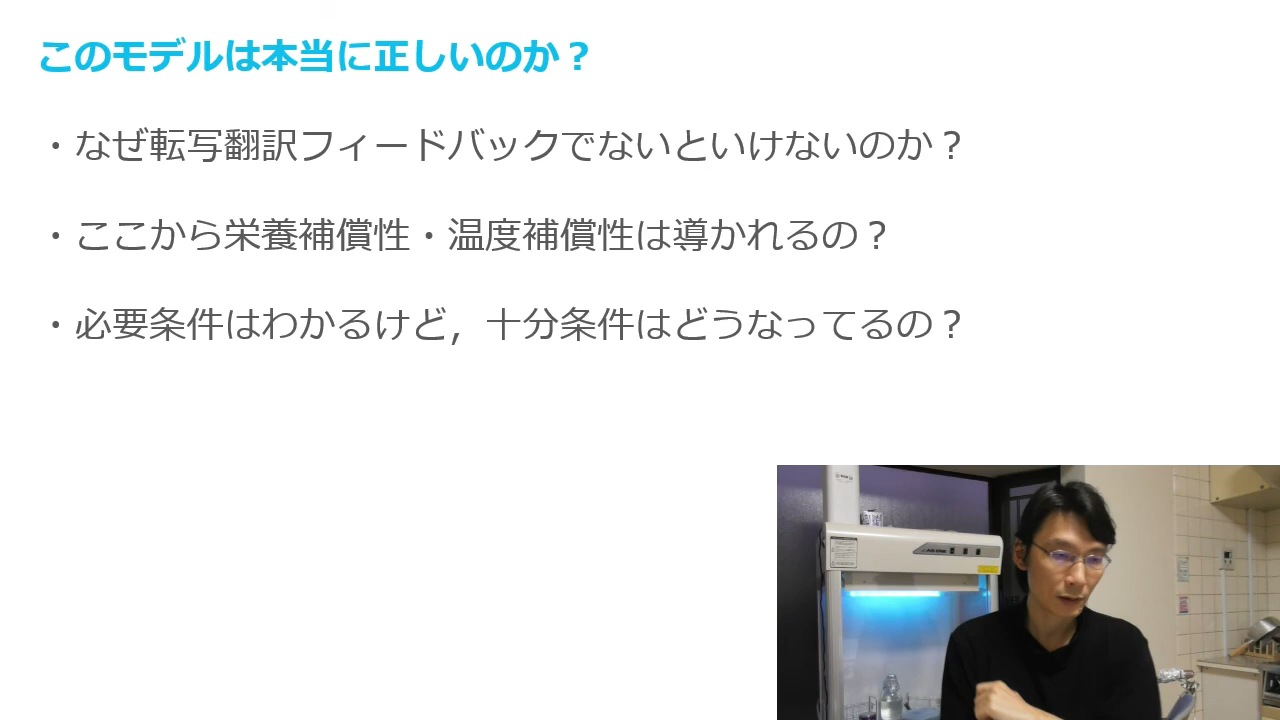 このモデルは本当に正しいのか？
・なぜ転写翻訳フィードバックでないといけないのか？
・ここから栄養補償性・温度補償性は導かれるの？
・必要条件はわかるけど，十分条件はどうなってるの？